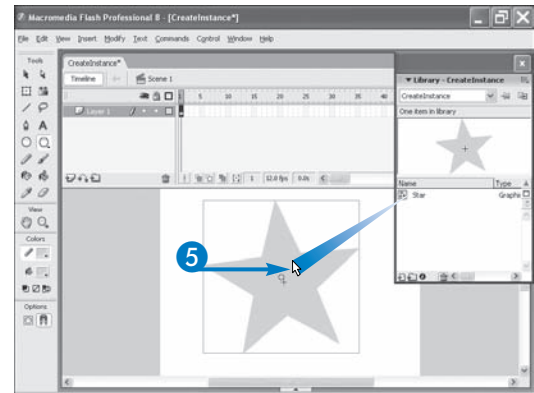 Macromedia Flash Professional 8 - [CreateInstance*]
File Edit View Insert Modify Text Commands Control Window Help
Tools
CreateInstance*
Timeline
Scene 1
5 10 15 20 25 30 35 40
Layer 1
1 12.0 fps 0.0s
View
Colors
Options
Library - CreateInstance
CreateInstance
One item in library
Name Type
Star Graphi
5